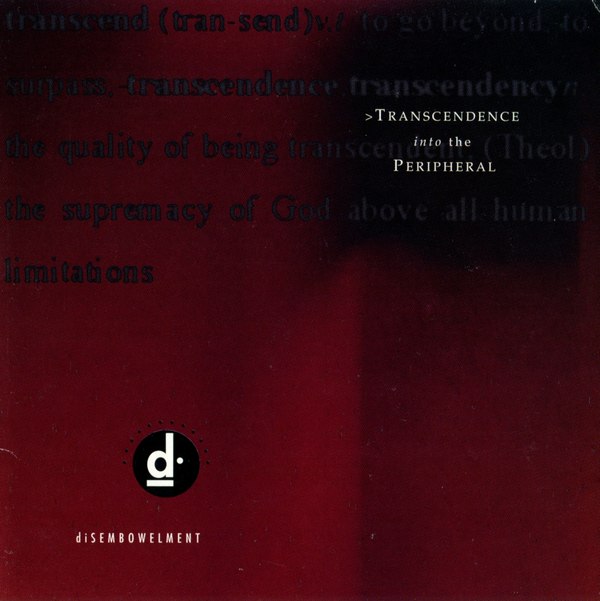 transcend (tran-send) v.t to go beyond, to
surpass, transcendence, transcendency n.
the quality of being transcendent (Theol)
the supremacy of God above all human
limitations
>TRANSCENDENCE
into the
PERIPHERAL
d.
diSEMBOWELMENT